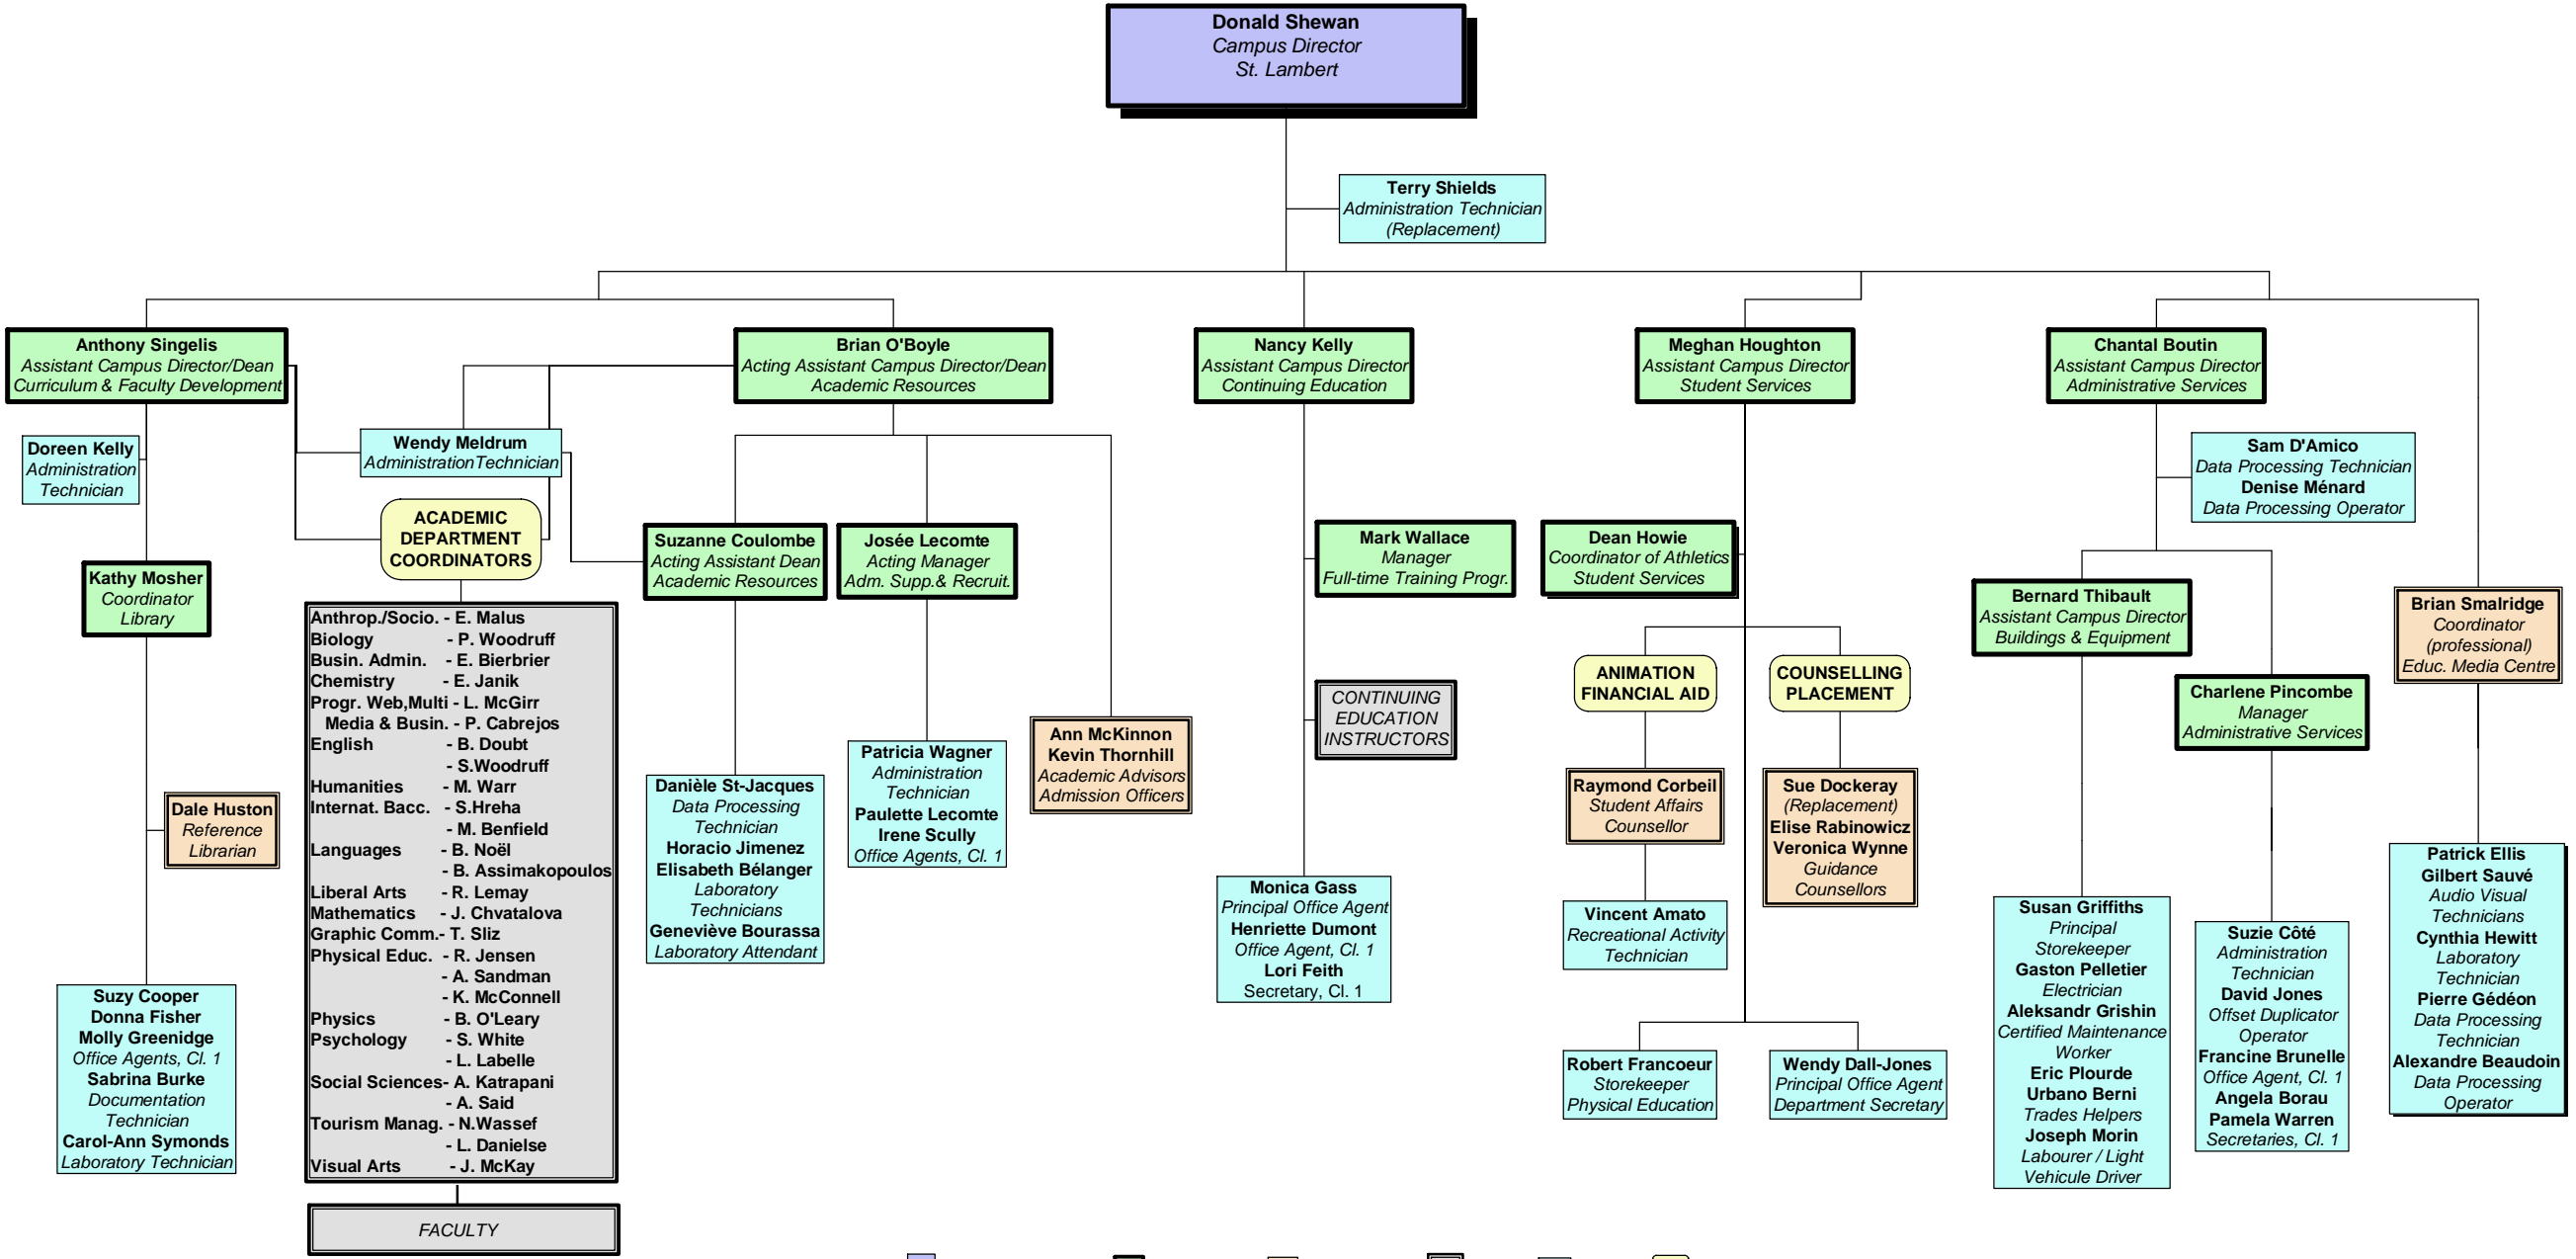 Donald Shewan
Campus Director
St. Lambert
Terry Shields
Administration Technician
(Replacement)
Anthony Singelis
Assistant Campus Director/Dean
Curriculum & Faculty Development
Brian O'Boyle
Acting Assistant Campus Director/Dean
Academic Resources
Nancy Kelly
Assistant Campus Director
Continuing Education
Meghan Houghton
Assistant Campus Director
Student Services
Chantal Boutin
Assistant Campus Director
Administrative Services
Doreen Kelly
Administration
Technician
Wendy Meldrum
AdministrationTechnician
Sam D'Amico
Data Processing Technician
Denise Ménard
Data Processing Operator
ACADEMIC
DEPARTMENT
COORDINATORS
Kathy Mosher
Coordinator
Library
Suzanne Coulombe
Acting Assistant Dean
Academic Resources
Josée Lecomte
Acting Manager
Adm. Supp.& Recruit.
Mark Wallace
Manager
Full-time Training Progr.
Dean Howie
Coordinator of Athletics
Student Services
Bernard Thibault
Assistant Campus Director
Buildings & Equipment
Brian Smalridge
Coordinator
(professional)
Educ. Media Centre
Anthrop./Socio. - E. Malus
Biology - P. Woodruff
Busin. Admin. - E. Bierbrier
Chemistry - E. Janik
Progr. Web,Multi - L. McGirr
Media & Busin. - P. Cabrejos
English - B. Doubt
- S.Woodruff
Humanities - M. Warr
Internat. Bacc. - S.Hreha
- M. Benfield
Languages - B. Noël
- B. Assimakopoulos
Liberal Arts - R. Lemay
Mathematics - J. Chvatalova
Graphic Comm.- T. Sliz
Physical Educ. - R. Jensen
- A. Sandman
- K. McConnell
Physics - B. O'Leary
Psychology - S. White
- L. Labelle
Social Sciences- A. Katrapani
- A. Said
Tourism Manag. - N.Wassef
- L. Danielse
Visual Arts - J. McKay
FACULTY
CONTINUING
EDUCATION
INSTRUCTORS
ANIMATION
FINANCIAL AID
COUNSELLING
PLACEMENT
Charlene Pincombe
Manager
Administrative Services
Ann McKinnon
Kevin Thornhill
Academic Advisors
Admission Officers
Patricia Wagner
Administration
Technician
Paulette Lecomte
Irene Scully
Office Agents, Cl. 1
Danièle St-Jacques
Data Processing
Technician
Horacio Jimenez
Elisabeth Bélanger
Laboratory
Technicians
Geneviève Bourassa
Laboratory Attendant
Dale Huston
Reference
Librarian
Raymond Corbeil
Student Affairs
Counsellor
Sue Dockeray
(Replacement)
Elise Rabinowicz
Veronica Wynne
Guidance
Counsellors
Monica Gass
Principal Office Agent
Henriette Dumont
Office Agent, Cl. 1
Lori Feith
Secretary, Cl. 1
Vincent Amato
Recreational Activity
Technician
Susan Griffiths
Principal
Storekeeper
Gaston Pelletier
Electrician
Aleksandr Grishin
Certified Maintenance
Worker
Eric Plourde
Urbano Berni
Trades Helpers
Joseph Morin
Labourer / Light
Vehicule Driver
Suzie Côté
Administration
Technician
David Jones
Offset Duplicator
Operator
Francine Brunelle
Office Agent, Cl. 1
Angela Borau
Pamela Warren
Secretaries, Cl. 1
Patrick Ellis
Gilbert Sauvé
Audio Visual
Technicians
Cynthia Hewitt
Laboratory
Technician
Pierre Gédéon
Data Processing
Technician
Alexandre Beaudoin
Data Processing
Operator
Suzy Cooper
Donna Fisher
Molly Greenidge
Office Agents, Cl. 1
Sabrina Burke
Documentation
Technician
Carol-Ann Symonds
Laboratory Technician
Robert Francoeur
Storekeeper
Physical Education
Wendy Dall-Jones
Principal Office Agent
Department Secretary